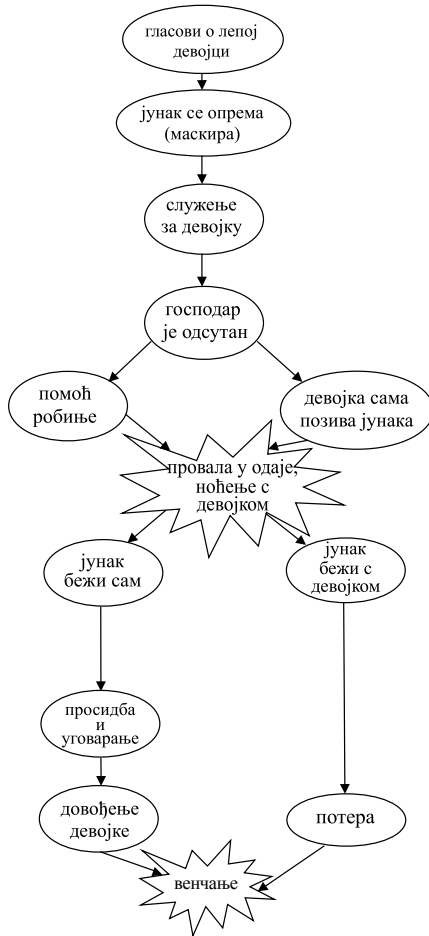 гласови о лепој
девојци
јунак се опрема
(маскира)
служење
за девојку
господар
је одсутан
помоћ
робиње
девојка сама
позива јунака
провала у одаје,
ноћење с
девојком
јунак
бежи сам
јунак
бежи с
девојком
просидба
и
уговарање
довођење
девојке
потера
венчање